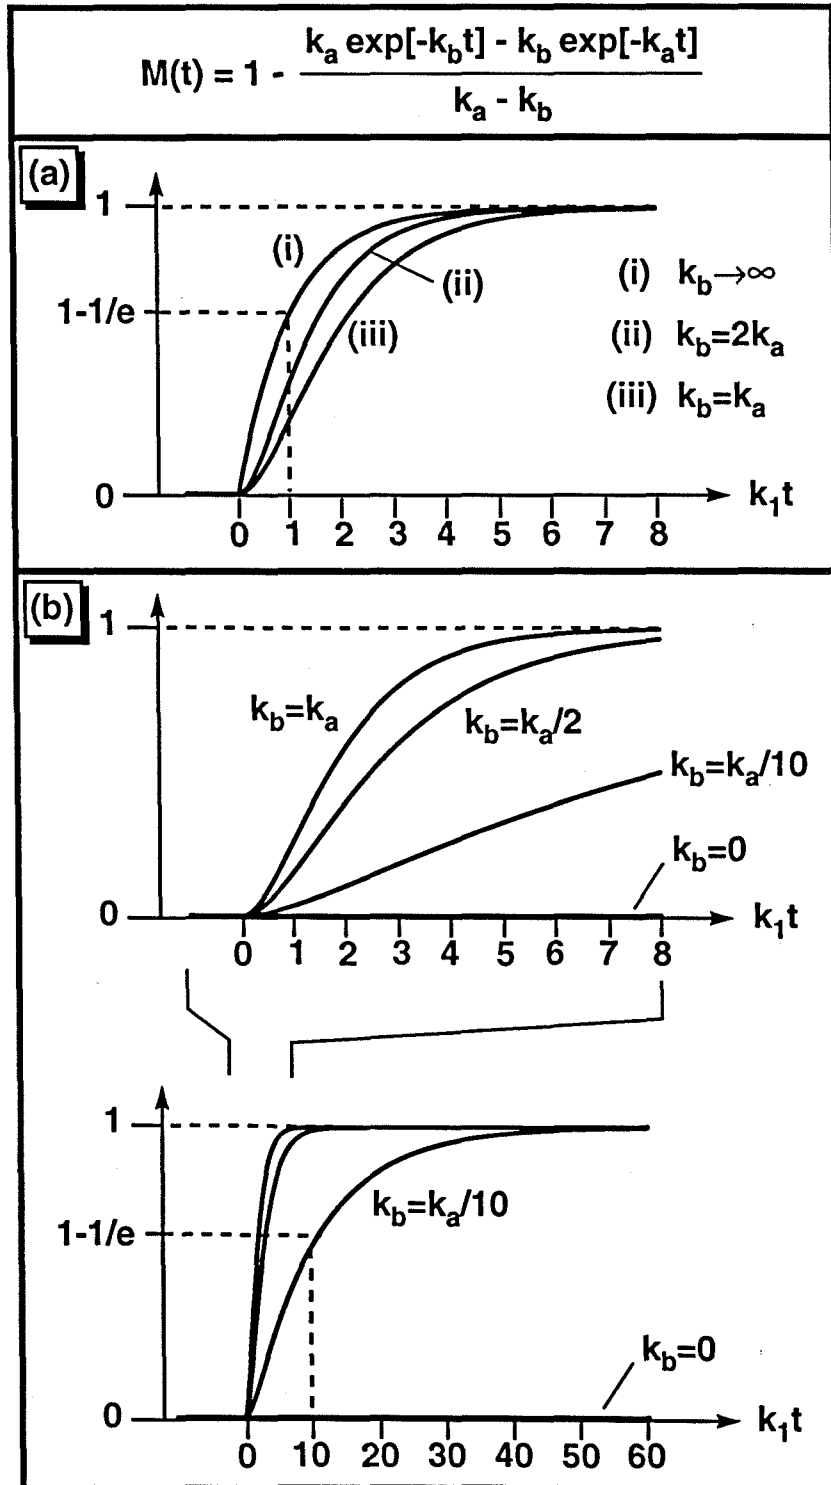 M(t) = 1 - \frac{k_a exp[-k_bt] - k_b exp[-k_at]}{k_a - k_b}
(a)
1
(i)
(ii)
(i) k_b→∞
1-1/e
(iii)
(ii) k_b=2k_a
(iii) k_b=k_a
0
k_1t
0 1 2 3 4 5 6 7 8
(b)
1
k_b=k_a
k_b=k_a/2
k_b=k_a/10
k_b=0
0
k_1t
0 1 2 3 4 5 6 7 8
1
k_b=k_a/10
1-1/e
k_b=0
0
k_1t
0 10 20 30 40 50 60